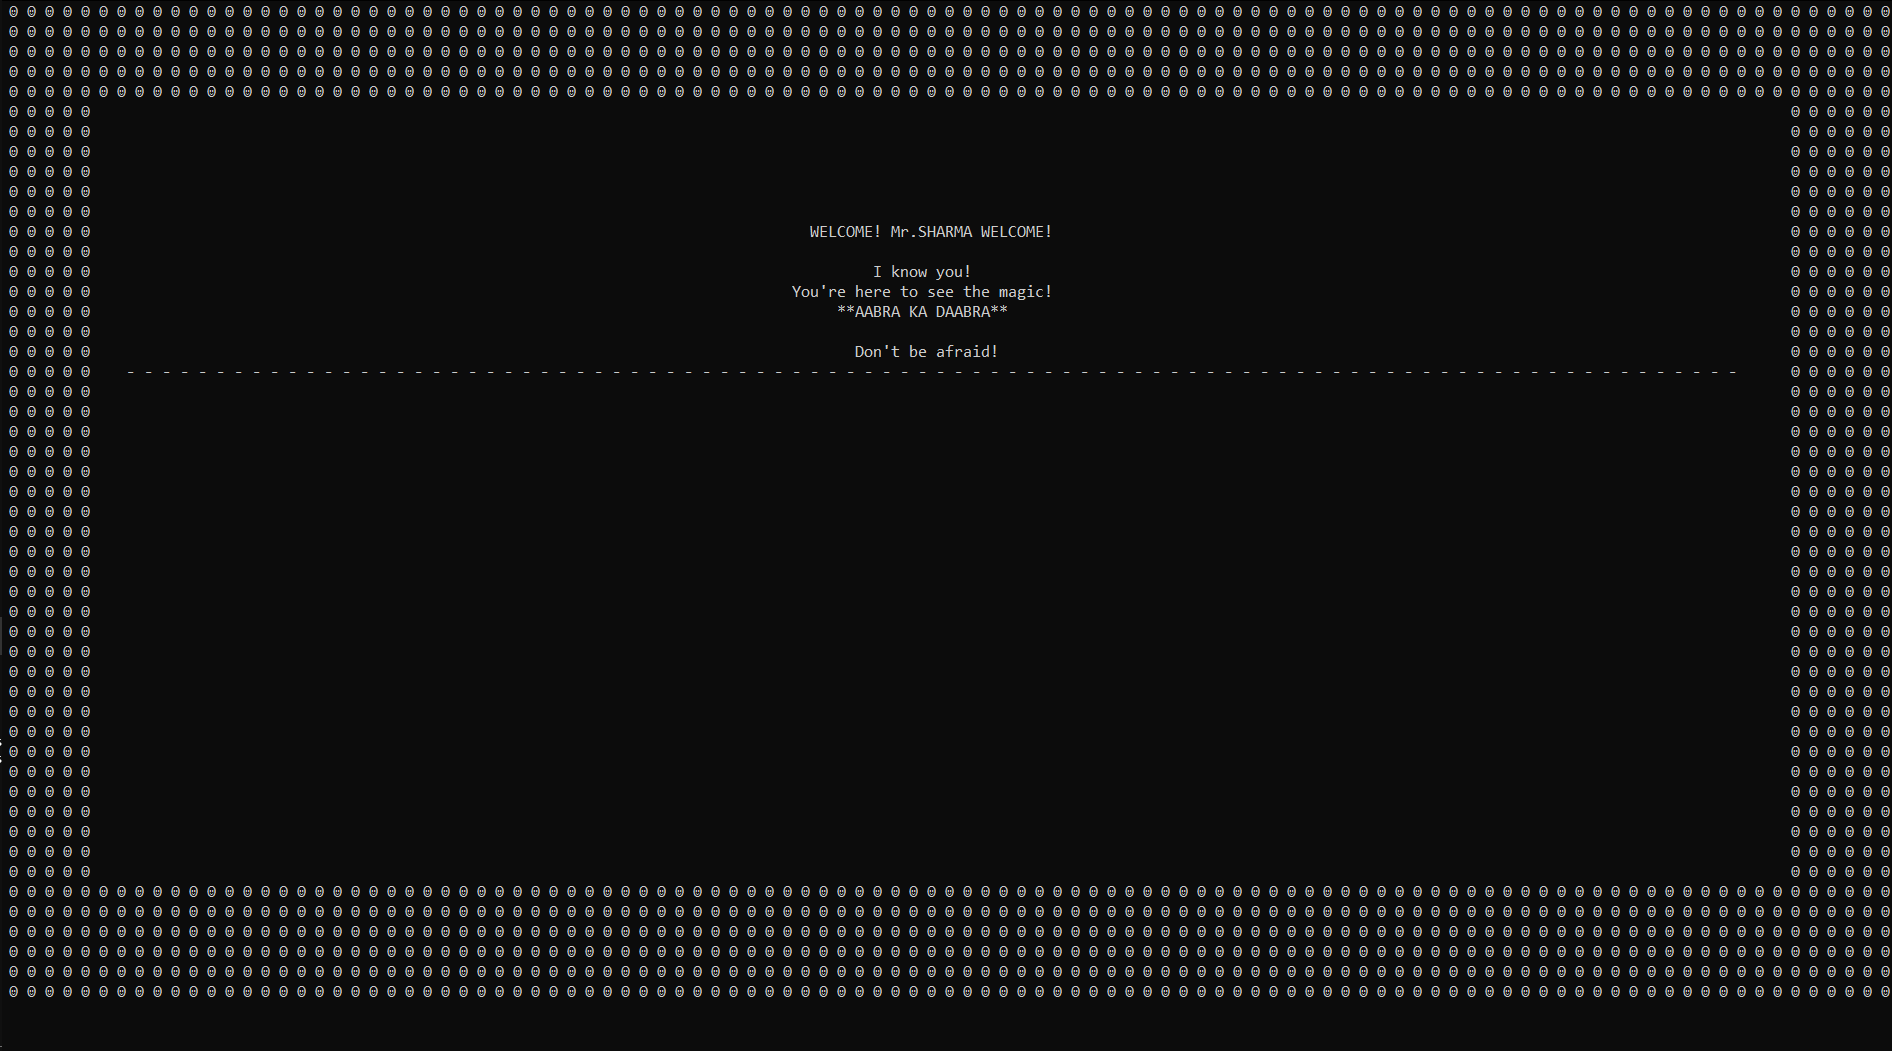 WELCOME! Mr.SHARMA WELCOME!
I know you!
You're here to see the magic!
**AABRA KA DAABRA**
Don't be afraid!
- - - - - - - - - - - - - - - - - - - - - - - - - - - - - - - - - - - - - - - - - - - - - - - - - - - - - - - - - - - - - - - - - - - - - - - - - - - - - - - - - - - - - - - - - -